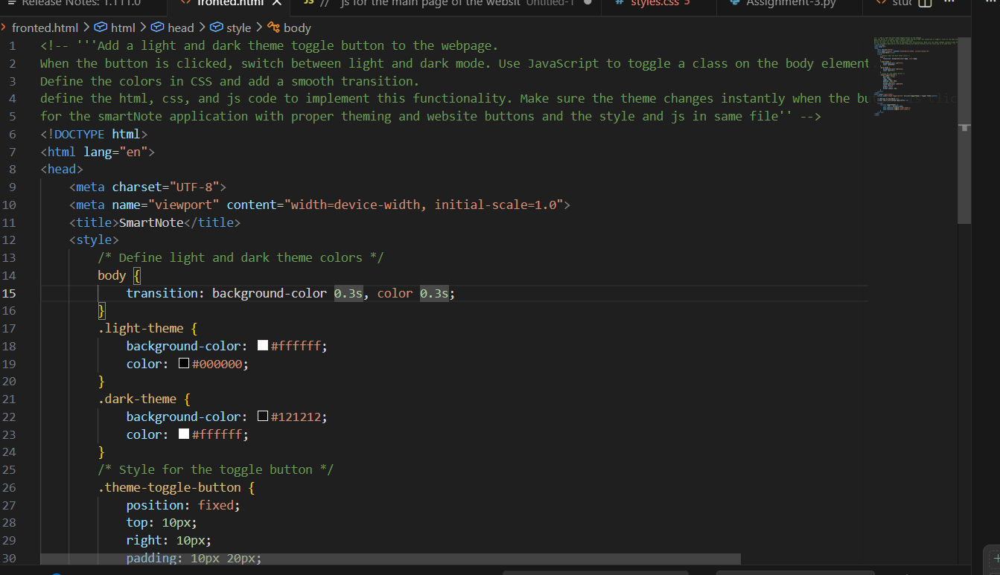 Release Notes: 1.111.0
fronted.html
JS // js for the main page of the websit Untitled-1
# styles.css 5
Assignment-3.py
fronted.html > html > head > style > body
1 <!-- '''Add a light and dark theme toggle button to the webpage.
2 When the button is clicked, switch between light and dark mode. Use JavaScript to toggle a class on the body element
3 Define the colors in CSS and add a smooth transition.
4 define the html, css, and js code to implement this functionality. Make sure the theme changes instantly when the bu
5 for the smartNote application with proper theming and website buttons and the style and js in same file'' -->
6 <!DOCTYPE html>
7 <html lang="en">
8 <head>
9 <meta charset="UTF-8">
10 <meta name="viewport" content="width=device-width, initial-scale=1.0">
11 <title>SmartNote</title>
12 <style>
13 /* Define light and dark theme colors */
14 body {
15 transition: background-color 0.3s, color 0.3s;
16 }
17 .light-theme {
18 background-color: #ffffff;
19 color: #000000;
20 }
21 .dark-theme {
22 background-color: #121212;
23 color: #ffffff;
24 }
25 /* Style for the toggle button */
26 .theme-toggle-button {
27 position: fixed;
28 top: 10px;
29 right: 10px;
30 padding: 10px 20px;